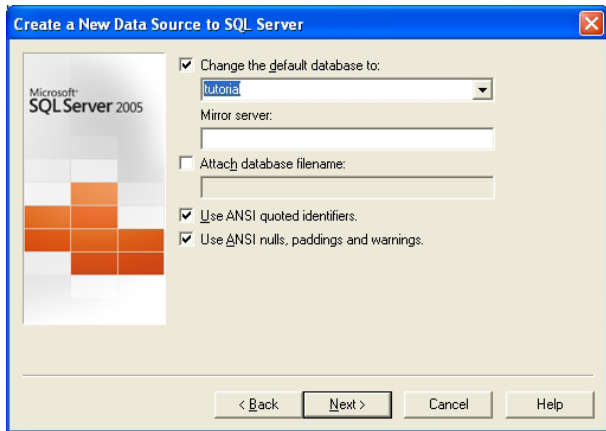 Create a New Data Source to SQL Server
Microsoft®
SQL Server 2005
Change the default database to:
tutorial
Mirror server:
Attach database filename:
Use ANSI quoted identifiers.
Use ANSI nulls, paddings and warnings.
< Back
Next >
Cancel
Help